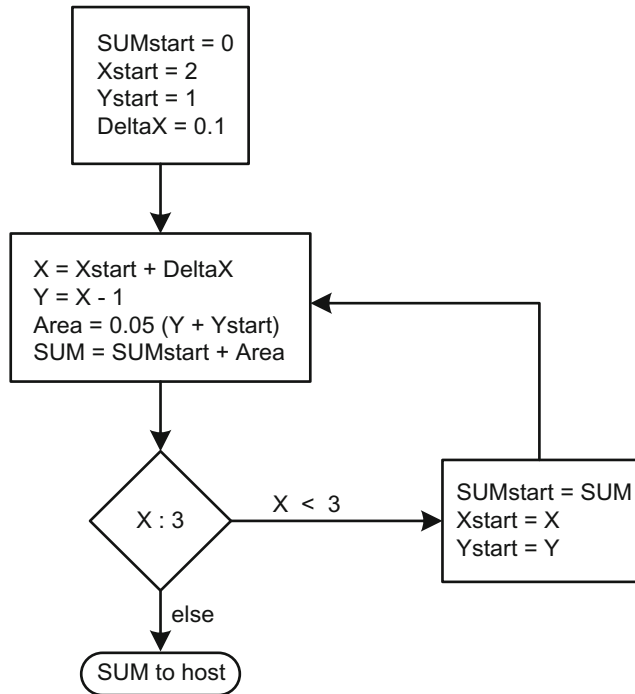 SUMstart = 0
Xstart = 2
Ystart = 1
DeltaX = 0.1
X = Xstart + DeltaX
Y = X - 1
Area = 0.05 (Y + Ystart)
SUM = SUMstart + Area
X : 3
X < 3
SUMstart = SUM
Xstart = X
Ystart = Y
else
SUM to host